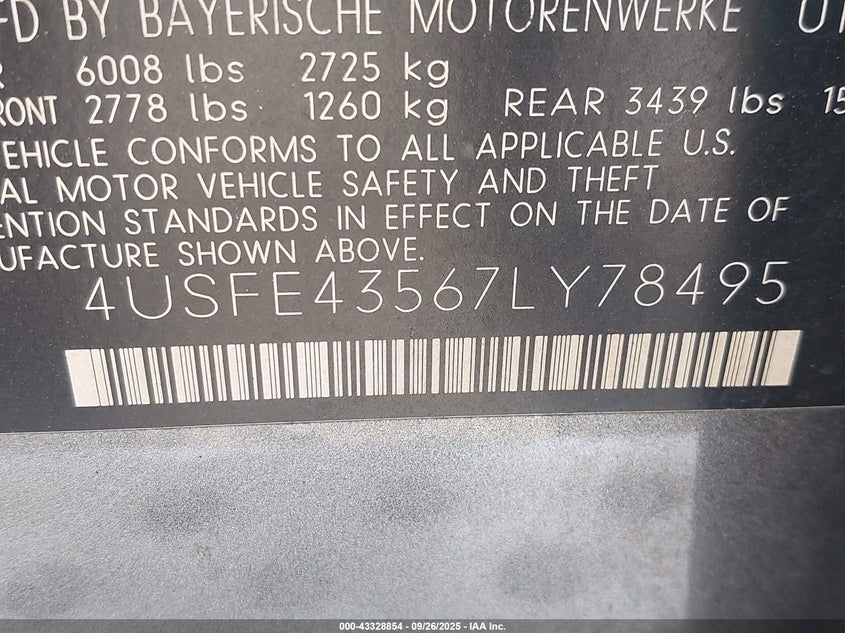 FD BY BAYERISCHE MOTORENWERKE
R 6008 lbs 2725 kg
RONT 2778 lbs 1260 kg REAR 3439 lbs 15
EHICLE CONFORMS TO ALL APPLICABLE U.S.
AL MOTOR VEHICLE SAFETY AND THEFT
ENTION STANDARDS IN EFFECT ON THE DATE OF
UFACTURE SHOWN ABOVE.
4USFE43567LY78495
000-43328854 - 09/26/2025 - IAA Inc.